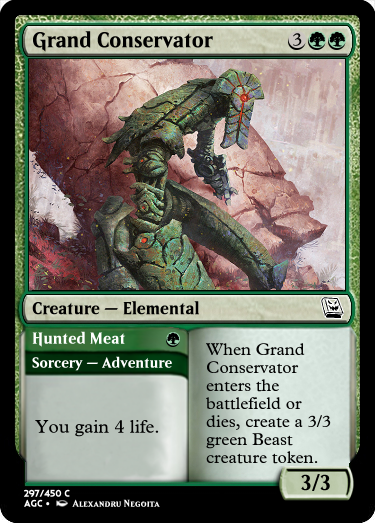 Grand Conservator 3
Creature — Elemental
Hunted Meat
Sorcery — Adventure
You gain 4 life.
When Grand
Conservator
enters the
battlefield or
dies, create a 3/3
green Beast
creature token.
3/3
297/450 C
AGC • Alexandru Negoita